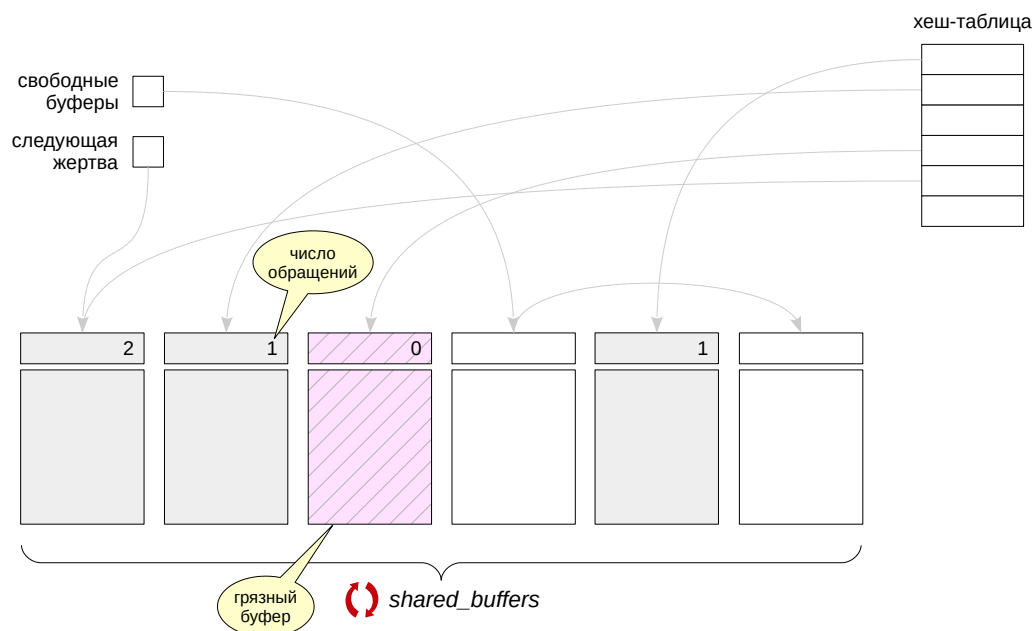 хеш-таблица
свободные
буферы
следующая
жертва
число
обращений
2
1
0
1
грязный
буфер
shared_buffers